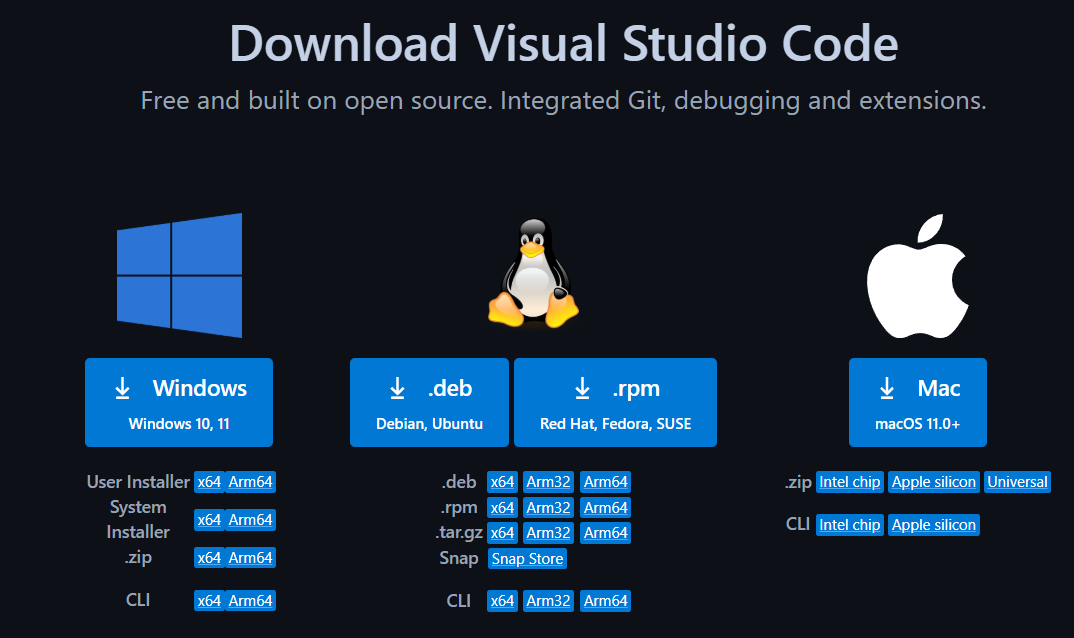 Download Visual Studio Code
Free and built on open source. Integrated Git, debugging and extensions.
Windows
Windows 10, 11
User Installer x64 Arm64
System
Installer
x64 Arm64
.zip x64 Arm64
CLI x64 Arm64
.deb
Debian, Ubuntu
.rpm
Red Hat, Fedora, SUSE
.deb x64 Arm32 Arm64
.rpm x64 Arm32 Arm64
.tar.gz x64 Arm32 Arm64
Snap Snap Store
CLI x64 Arm32 Arm64
Mac
macOS 11.0+
.zip Intel chip Apple silicon Universal
CLI Intel chip Apple silicon